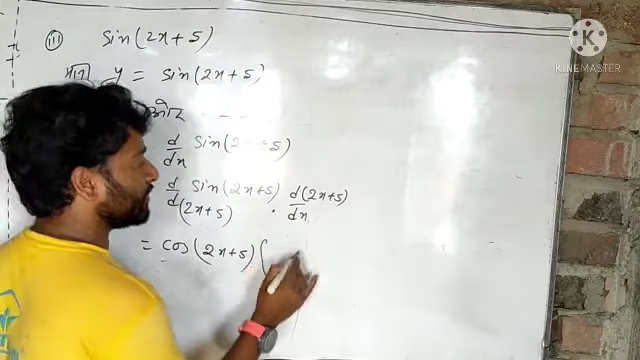 (iii) sin(2x+5)
माना y = sin(2x+5)
ओर - - - -
d/dx sin(2x+5)
d/d(2x+5) sin(2x+5) . d(2x+5)/dx
= cos(2x+5) (
KINEMASTER